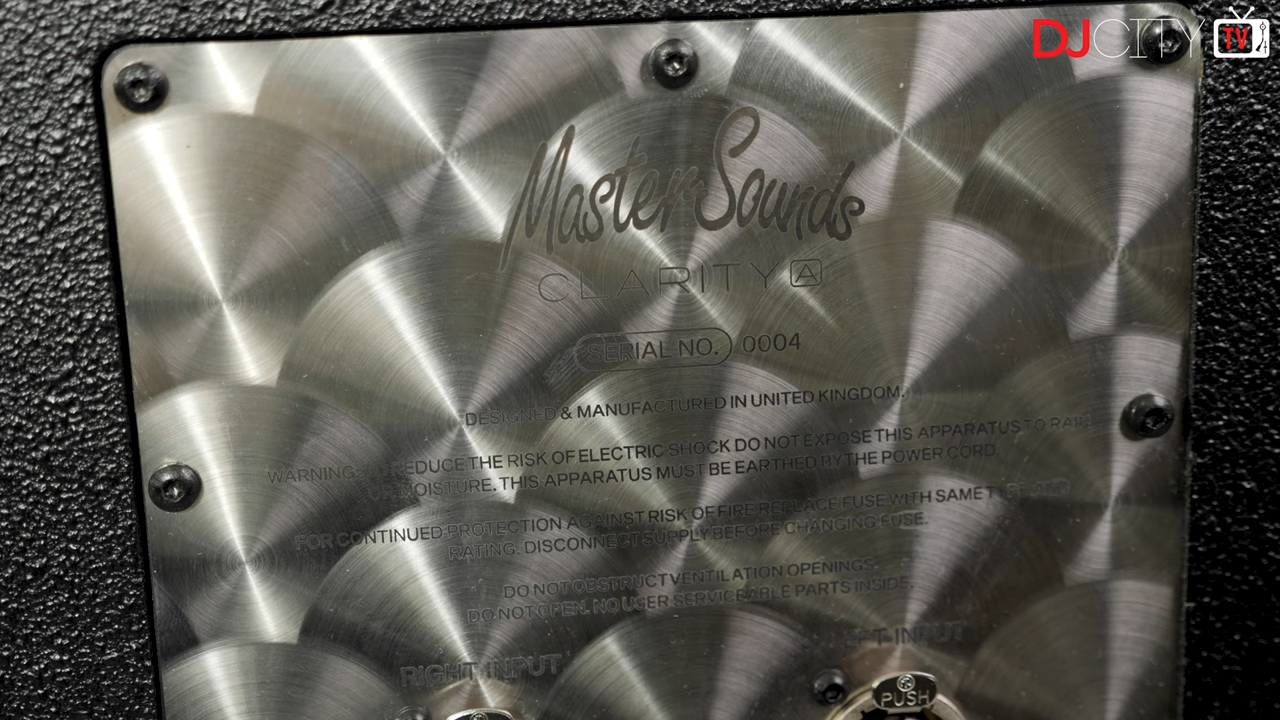 DJCITY TV
MasterSounds
CLARITY A
SERIAL NO. 0004
DESIGNED & MANUFACTURED IN UNITED KINGDOM.
WARNING: TO REDUCE THE RISK OF ELECTRIC SHOCK DO NOT EXPOSE THIS APPARATUS TO RAIN
OR MOISTURE. THIS APPARATUS MUST BE EARTHED BY THE POWER CORD.
FOR CONTINUED PROTECTION AGAINST RISK OF FIRE REPLACE FUSE WITH SAME TYPE AND
RATING. DISCONNECT SUPPLY BEFORE CHANGING FUSE.
DO NOT OBSTRUCT VENTILATION OPENINGS.
DO NOT OPEN. NO USER SERVICEABLE PARTS INSIDE.
LEFT INPUT
RIGHT INPUT
PUSH